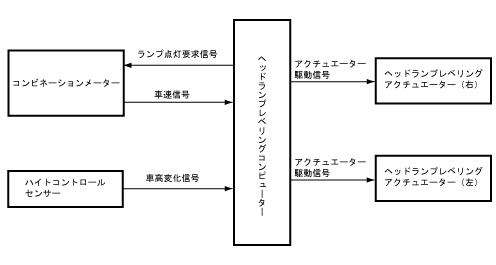 ランプ点灯要求信号
コンビネーションメーター
車速信号
ハイトコントロール
センサー
車高変化信号
ヘッドランプレベリングコンピューター
アクチュエーター
駆動信号
ヘッドランプレベリング
アクチュエーター（右）
アクチュエーター
駆動信号
ヘッドランプレベリング
アクチュエーター（左）